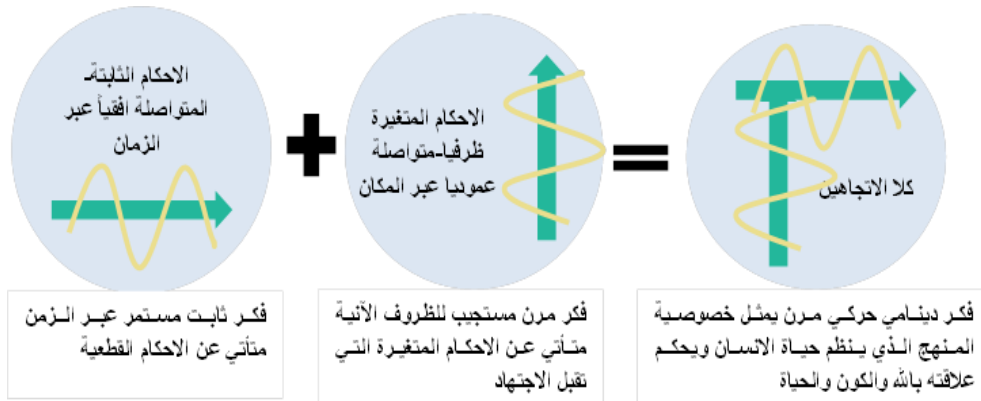 الاحكام الثابتة-
المتواصلة افقياً عبر
الزمان
+
الاحكام المتغيرة
ظرفيا-متواصلة
عموديا عبر المكان
=
كلا الاتجاهين
فكر ثابت مستمر عبر الزمن
متأتي عن الاحكام القطعية
فكر مرن مستجيب للظروف الآنية
متأتي عن الاحكام المتغيرة التي
تقبل الاجتهاد
فكر دينامي حركي مرن يمثل خصوصية
المنهج الذي ينظم حياة الانسان ويحكم
علاقته بالله والكون والحياة